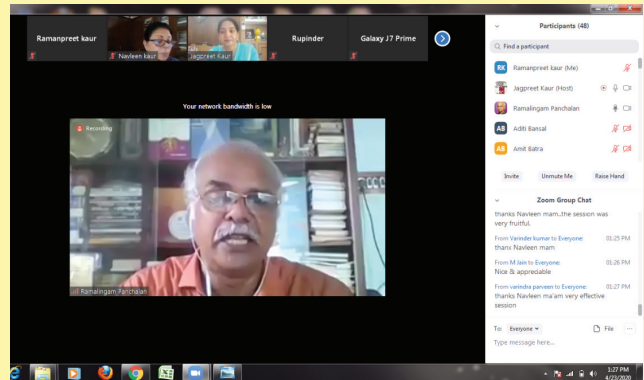 Ramanpreet kaur
Navleen kaur
Jagpreet Kaur
Rupinder
Galaxy J7 Prime
Your network bandwidth is low
Recording
Ramalingam Panchalan
Participants (48)
Find a participant
RK Ramanpreet kaur (Me)
Jagpreet Kaur (Host)
Ramalingam Panchalan
AB Aditi Bansal
AB Amit Batra
Invite Unmute Me Raise Hand
Zoom Group Chat
thanks Navleen mam..the session was
very fruitful.
From Varinder kumar to Everyone: 01:25 PM
thanx Navleen mam
From M Jain to Everyone: 01:26 PM
Nice & appreciable
From varindia parveen to Everyone: 01:27 PM
thanks Navleen ma'am very effective
session
To: Everyone File ...
Type message here...
1:27 PM
4/23/2020